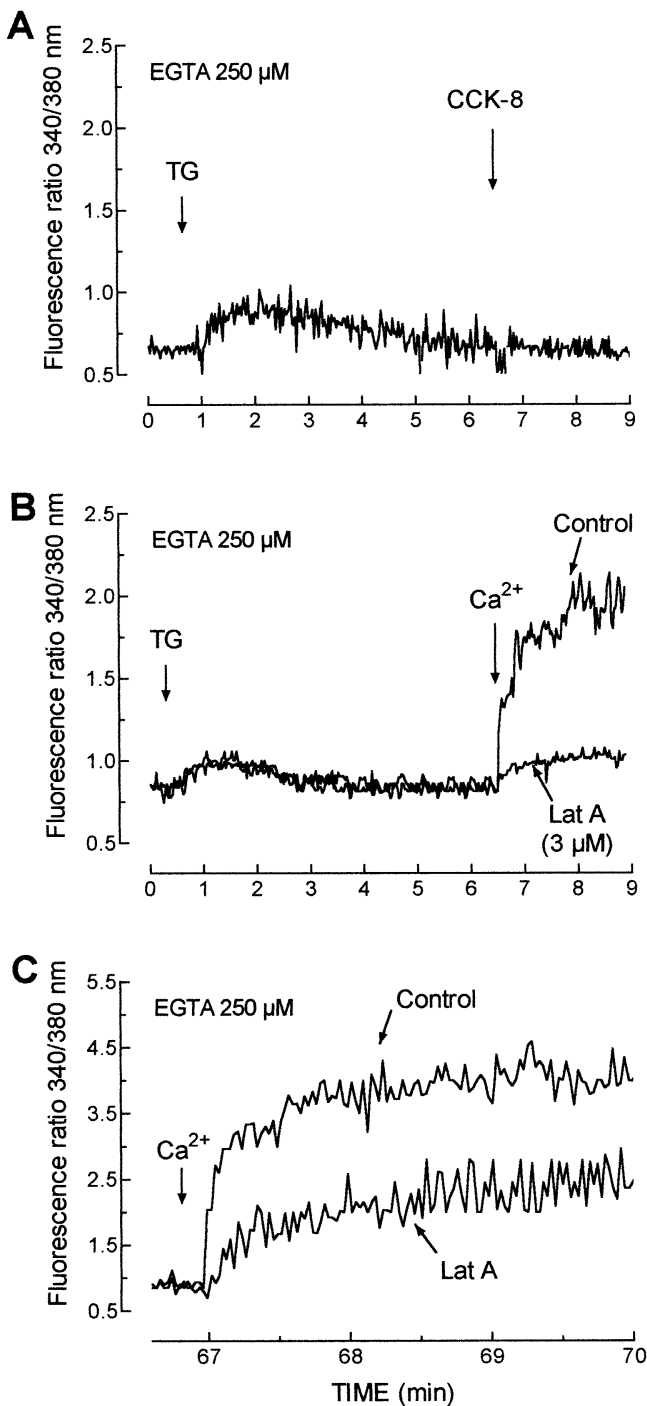 A
Fluorescence ratio 340/380 nm
2.5
2.0
1.5
1.0
0.5
EGTA 250 µM
TG
CCK-8
0 1 2 3 4 5 6 7 8 9
B
Fluorescence ratio 340/380 nm
2.5
2.0
1.5
1.0
0.5
EGTA 250 µM
TG
Ca2+
Control
Lat A
(3 µM)
0 1 2 3 4 5 6 7 8 9
C
Fluorescence ratio 340/380 nm
5.5
4.5
3.5
2.5
1.5
0.5
EGTA 250 µM
Ca2+
Control
Lat A
67 68 69 70
TIME (min)